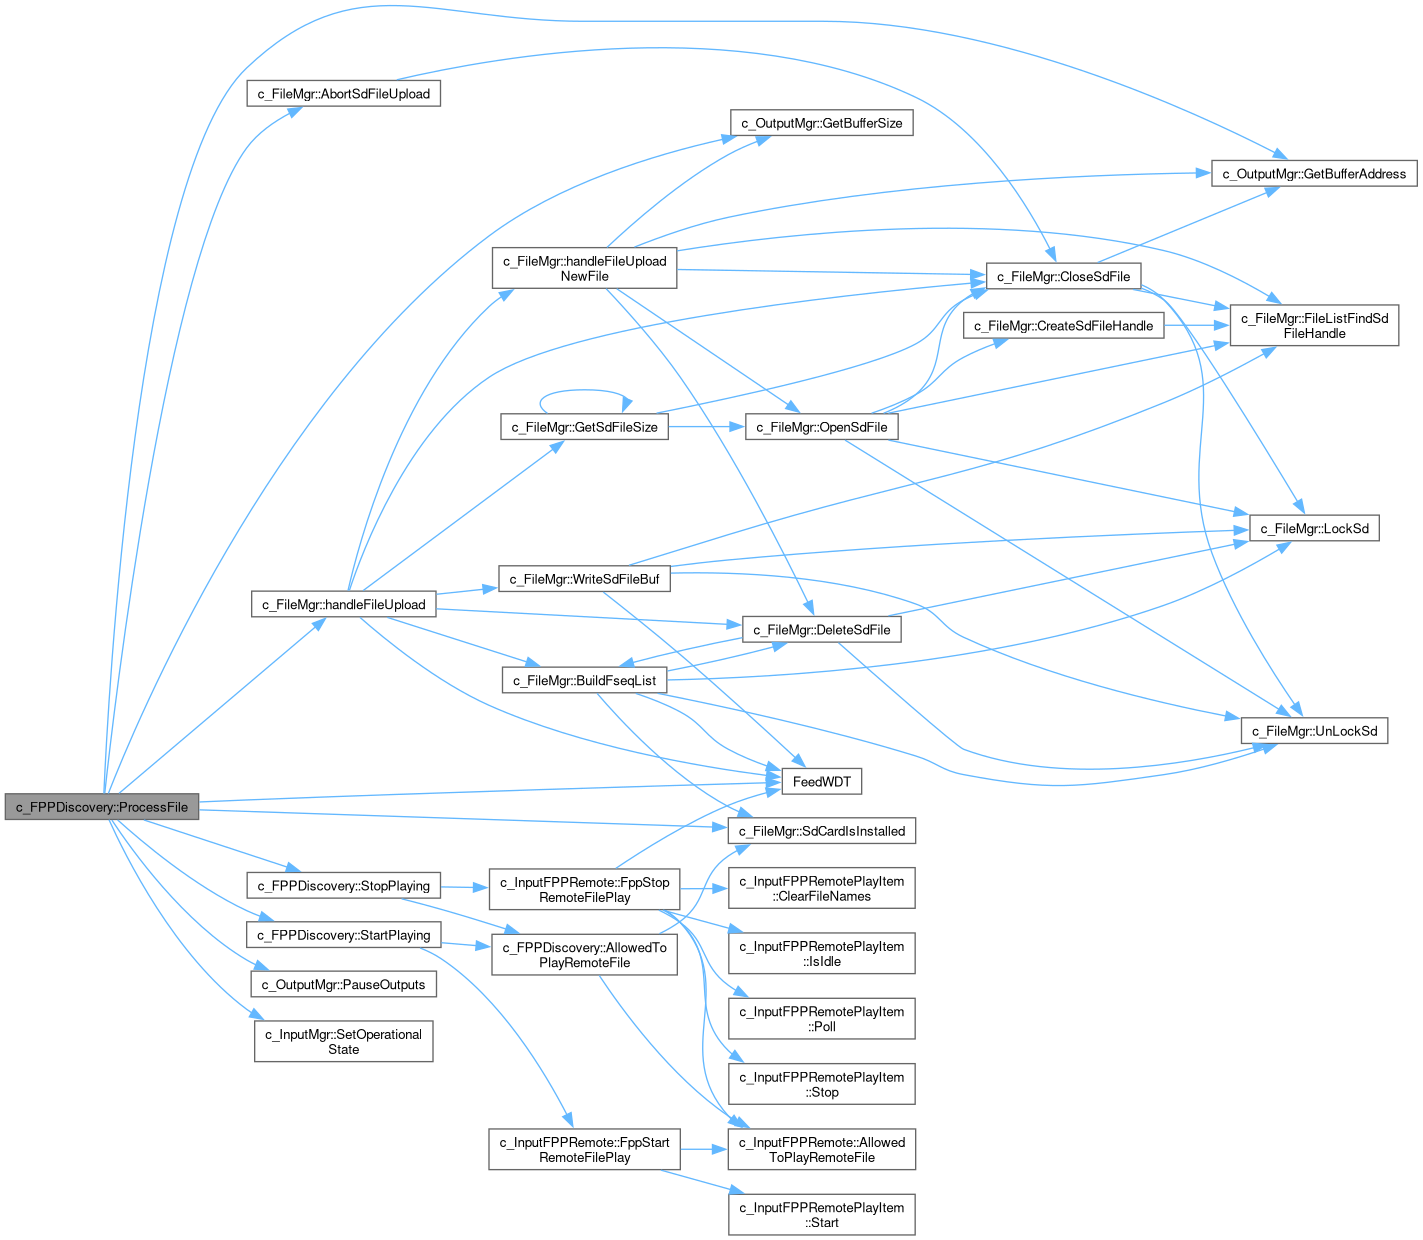 c_FileMgr::AbortSdFileUpload
c_OutputMgr::GetBufferSize
c_OutputMgr::GetBufferAddress
c_FileMgr::handleFileUpload
NewFile
c_FileMgr::CloseSdFile
c_FileMgr::CreateSdFileHandle
c_FileMgr::FileListFindSd
FileHandle
c_FileMgr::GetSdFileSize
c_FileMgr::OpenSdFile
c_FileMgr::LockSd
c_FileMgr::WriteSdFileBuf
c_FileMgr::handleFileUpload
c_FileMgr::DeleteSdFile
c_FileMgr::BuildFseqList
c_FileMgr::UnLockSd
FeedWDT
c_FPPDiscovery::ProcessFile
c_FileMgr::SdCardIsInstalled
c_FPPDiscovery::StopPlaying
c_InputFPPRemote::FppStop
RemoteFilePlay
c_InputFPPRemotePlayItem
::ClearFileNames
c_FPPDiscovery::StartPlaying
c_FPPDiscovery::AllowedTo
PlayRemoteFile
c_InputFPPRemotePlayItem
::IsIdle
c_OutputMgr::PauseOutputs
c_InputFPPRemotePlayItem
::Poll
c_InputMgr::SetOperational
State
c_InputFPPRemotePlayItem
::Stop
c_InputFPPRemote::FppStart
RemoteFilePlay
c_InputFPPRemote::Allowed
ToPlayRemoteFile
c_InputFPPRemotePlayItem
::Start